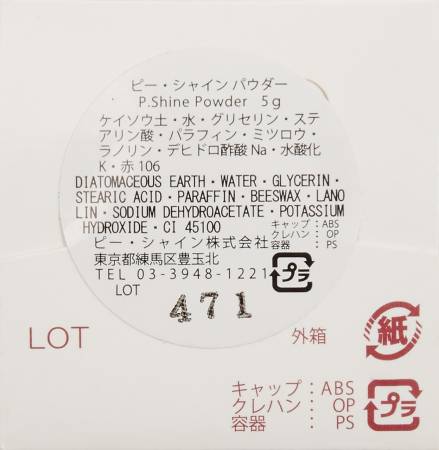 ピー・シャイン パウダー
P.Shine Powder 5g
ケイソウ土・水・グリセリン・ステ
アリン酸・パラフィン・ミツロウ・
ラノリン・デヒドロ酢酸Na・水酸化
K・赤106
DIATOMACEOUS EARTH・WATER・GLYCERIN・
STEARIC ACID・PARAFFIN・BEESWAX・LANO
LIN・SODIUM DEHYDROACETATE・POTASSIUM
HYDROXIDE・CI 45100
キャップ：ABS
クレハン：OP
容器：PS
ピー・シャイン株式会社
東京都練馬区豊玉北
TEL 03-3948-1221
プラ
LOT
471
LOT
外箱
紙
キャップ：ABS
クレハン：OP
容器：PS
プラ